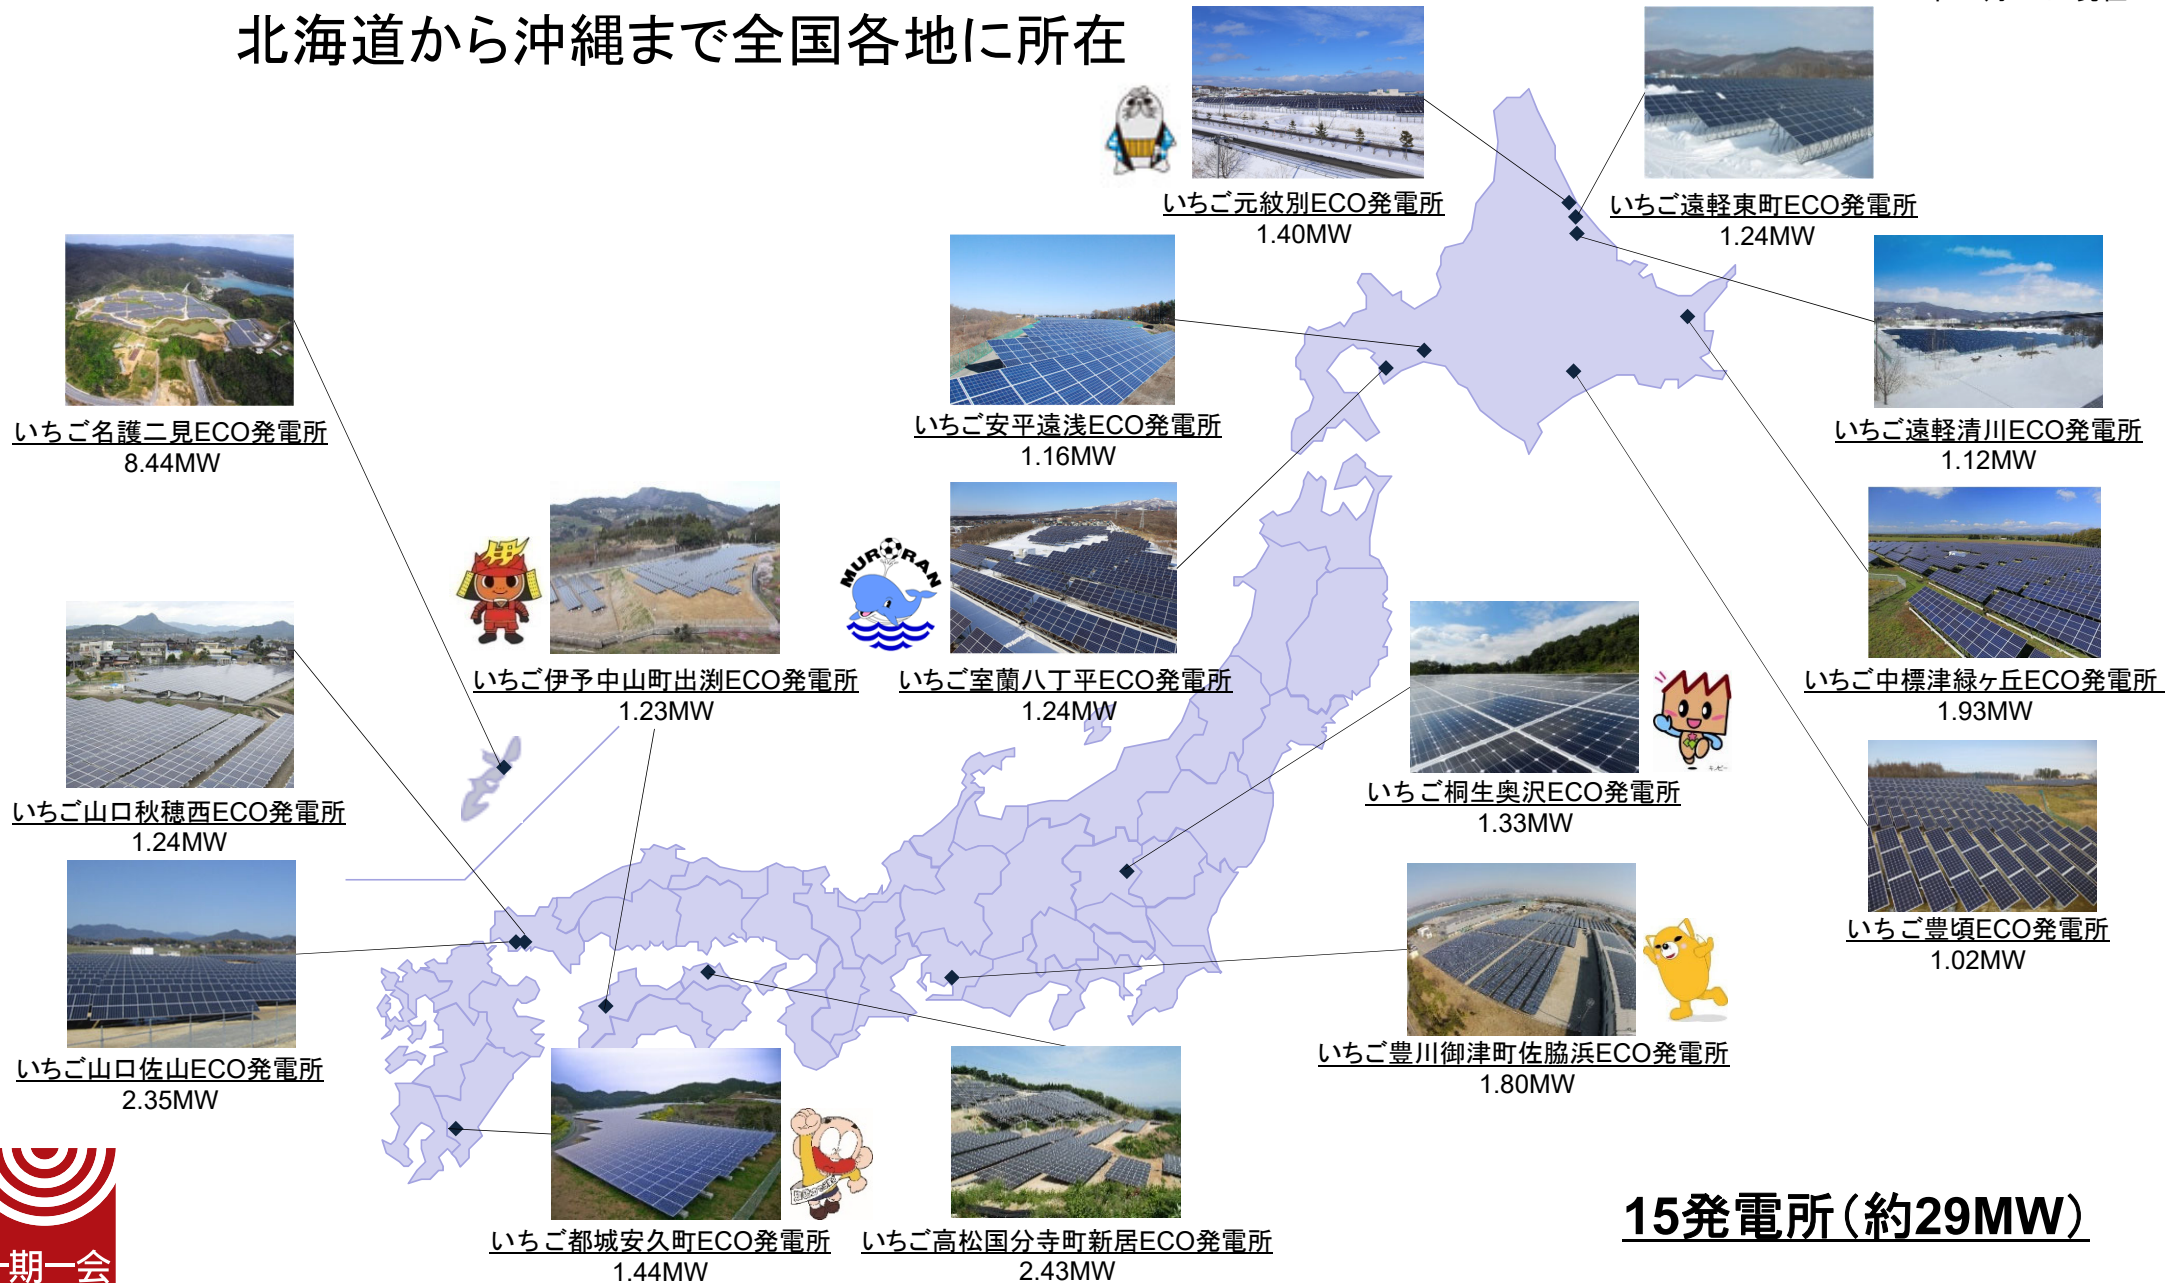 北海道から沖縄まで全国各地に所在
いちご元紋別ECO発電所
1.40MW
いちご遠軽東町ECO発電所
1.24MW
いちご名護二見ECO発電所
8.44MW
いちご安平遠浅ECO発電所
1.16MW
いちご遠軽清川ECO発電所
1.12MW
MURORAN
いちご伊予中山町出渕ECO発電所
1.23MW
いちご室蘭八丁平ECO発電所
1.24MW
いちご中標津緑ヶ丘ECO発電所
1.93MW
いちご山口秋穂西ECO発電所
1.24MW
いちご桐生奥沢ECO発電所
1.33MW
いちご豊頃ECO発電所
1.02MW
いちご山口佐山ECO発電所
2.35MW
いちご豊川御津町佐脇浜ECO発電所
1.80MW
いちご都城安久町ECO発電所
1.44MW
いちご高松国分寺町新居ECO発電所
2.43MW
15発電所（約29MW）
一期一会